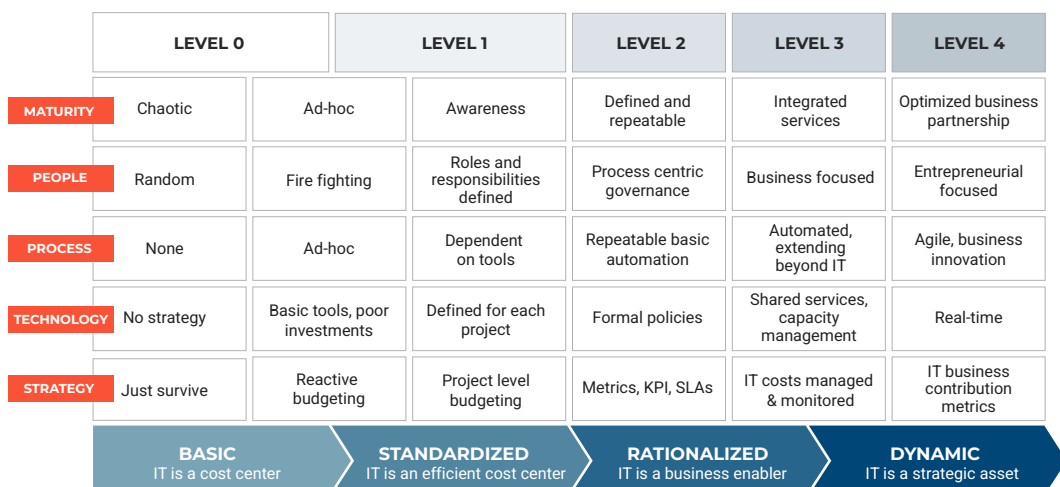 LEVEL 0
LEVEL 1
LEVEL 2
LEVEL 3
LEVEL 4
MATURITY
Chaotic
Ad-hoc
Awareness
Defined and
repeatable
Integrated
services
Optimized business
partnership
PEOPLE
Random
Fire fighting
Roles and
responsibilities
defined
Process centric
governance
Business focused
Entrepreneurial
focused
PROCESS
None
Ad-hoc
Dependent
on tools
Repeatable basic
automation
Automated,
extending
beyond IT
Agile, business
innovation
TECHNOLOGY
No strategy
Basic tools, poor
investments
Defined for each
project
Formal policies
Shared services,
capacity
management
Real-time
STRATEGY
Just survive
Reactive
budgeting
Project level
budgeting
Metrics, KPI, SLAs
IT costs managed
& monitored
IT business
contribution
metrics
BASIC
IT is a cost center
STANDARDIZED
IT is an efficient cost center
RATIONALIZED
IT is a business enabler
DYNAMIC
IT is a strategic asset